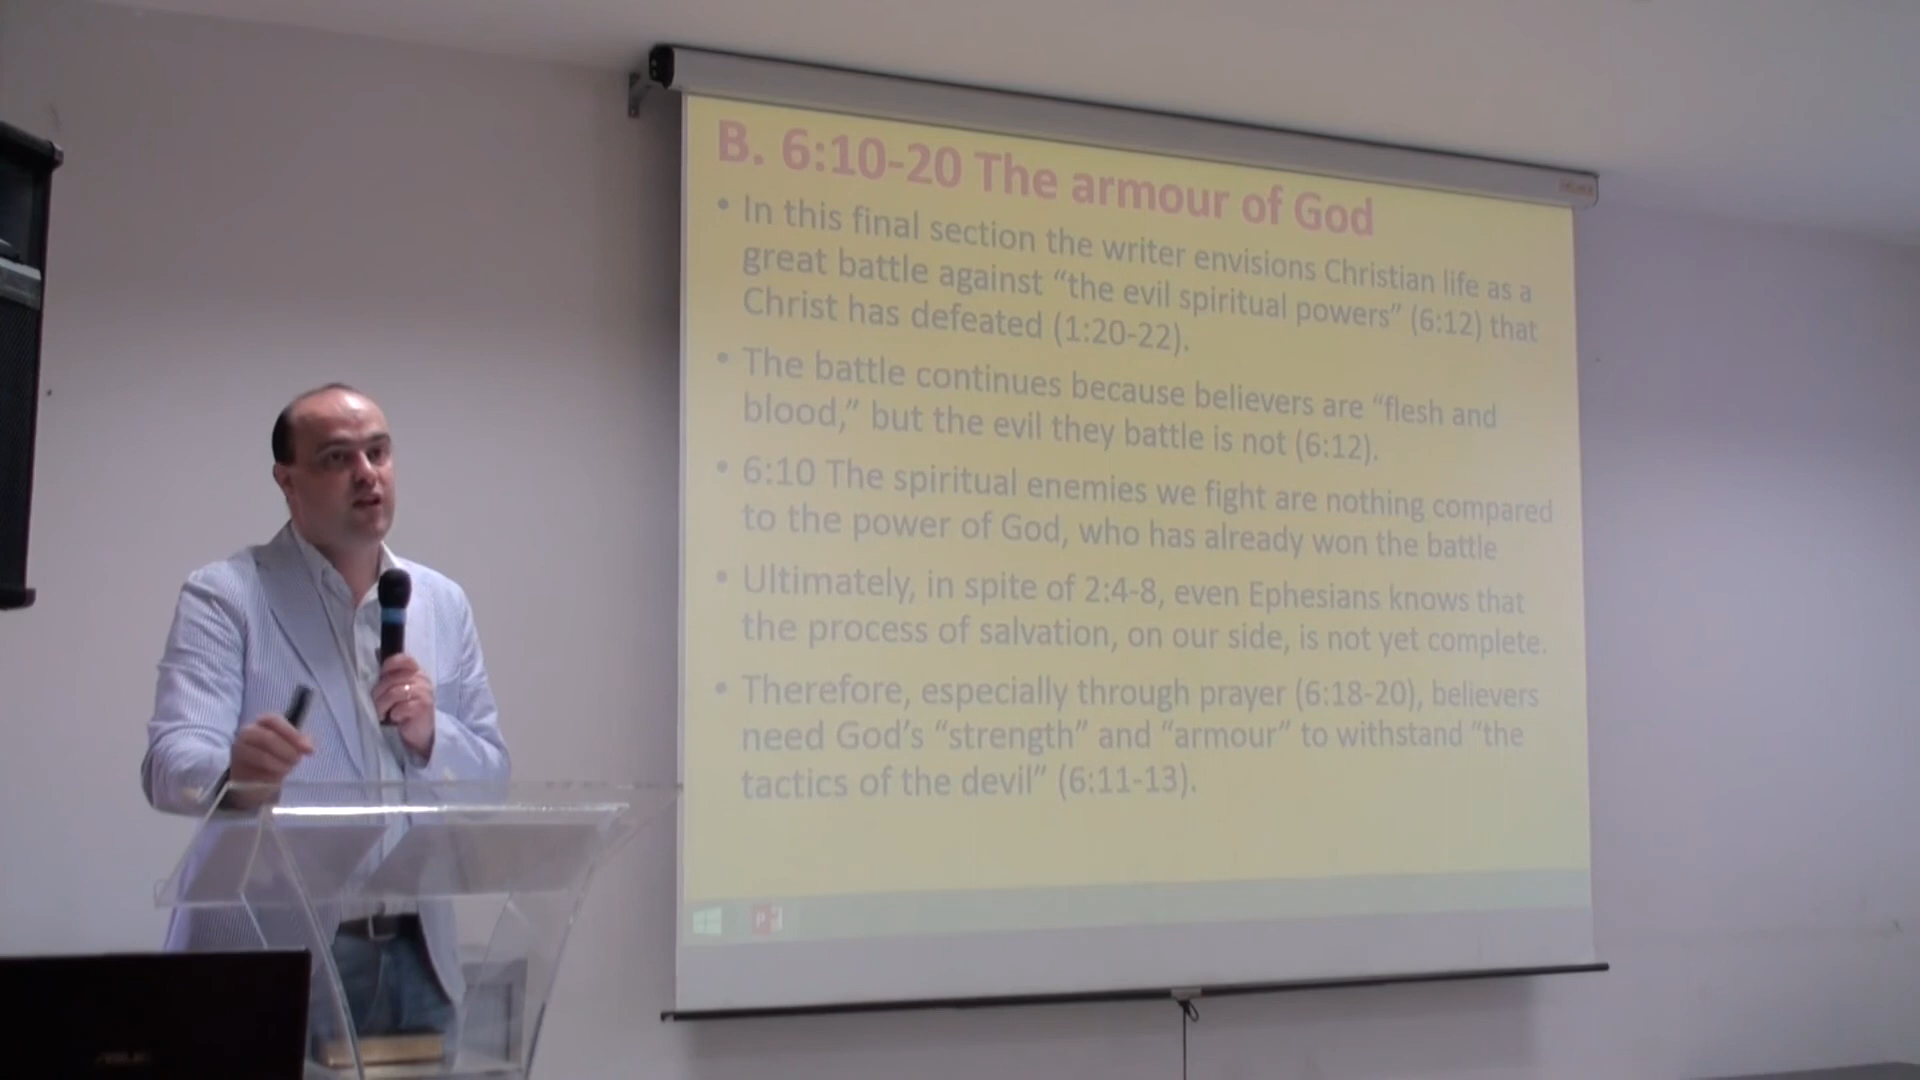 B. 6:10-20 The armour of God
• In this final section the writer envisions Christian life as a
great battle against “the evil spiritual powers” (6:12) that
Christ has defeated (1:20-22).
• The battle continues because believers are “flesh and
blood,” but the evil they battle is not (6:12).
• 6:10 The spiritual enemies we fight are nothing compared
to the power of God, who has already won the battle
• Ultimately, in spite of 2:4-8, even Ephesians knows that
the process of salvation, on our side, is not yet complete.
• Therefore, especially through prayer (6:18-20), believers
need God’s “strength” and “armour” to withstand “the
tactics of the devil” (6:11-13).
P